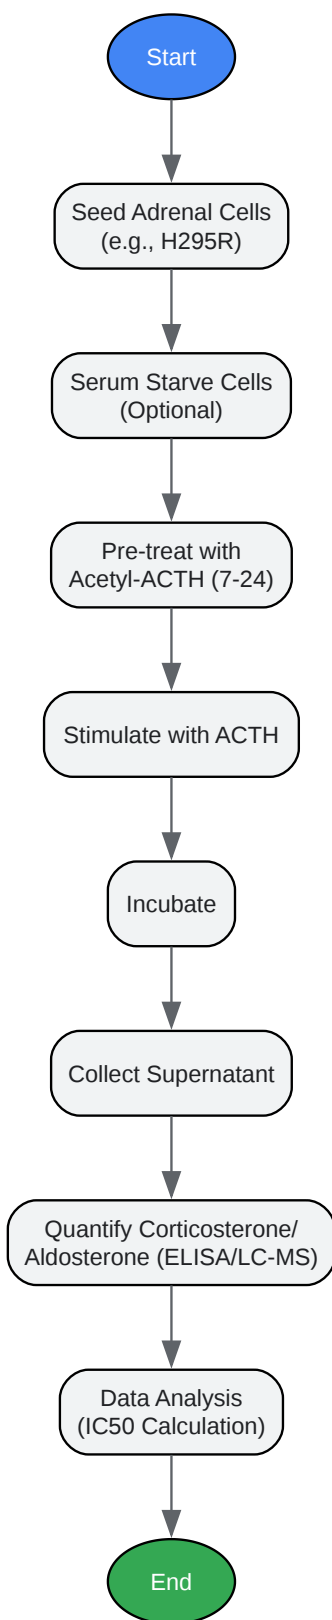 Start
Seed Adrenal Cells
(e.g., H295R)
Serum Starve Cells
(Optional)
Pre-treat with
Acetyl-ACTH (7-24)
Stimulate with ACTH
Incubate
Collect Supernatant
Quantify Corticosterone/
Aldosterone (ELISA/LC-MS)
Data Analysis
(IC50 Calculation)
End